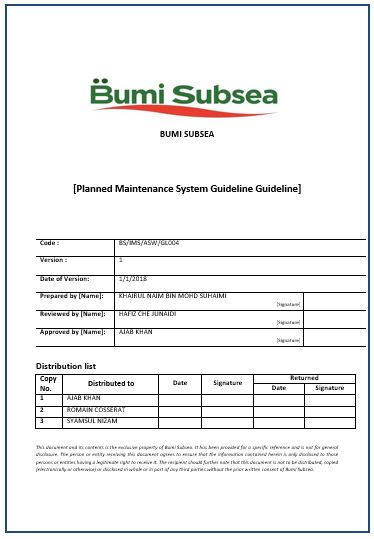 Bumi Subsea
BUMI SUBSEA
[Planned Maintenance System Guideline Guideline]
Code : BS/IMS/ASW/GL004
Version : 1
Date of Version: 1/1/2018
Prepared by [Name]: KHAIRUL NAIM BIN MOHD SUHAIMI [Signature]
Reviewed by [Name]: HAFIZ CHE JUNAIDI [Signature]
Approved by [Name]: AJAB KHAN [Signature]
Distribution list
Copy No. Distributed to Date Signature Returned
Date Signature
1 AJAB KHAN
2 ROMAIN COSSERAT
3 SYAMSUL NIZAM
This document and its contents is the exclusive property of Bumi Subsea. It has been provided for a specific reference and is not for general
disclosure. The person or entity receiving this document agrees to ensure that the information contained herein is only disclosed to those
persons or entities having a legitimate right to receive it. The recipient should further note that this document is not to be distributed, copied
(electronically or otherwise) or disclosed in whole or in part of any third parties without the prior written consent of Bumi Subsea.